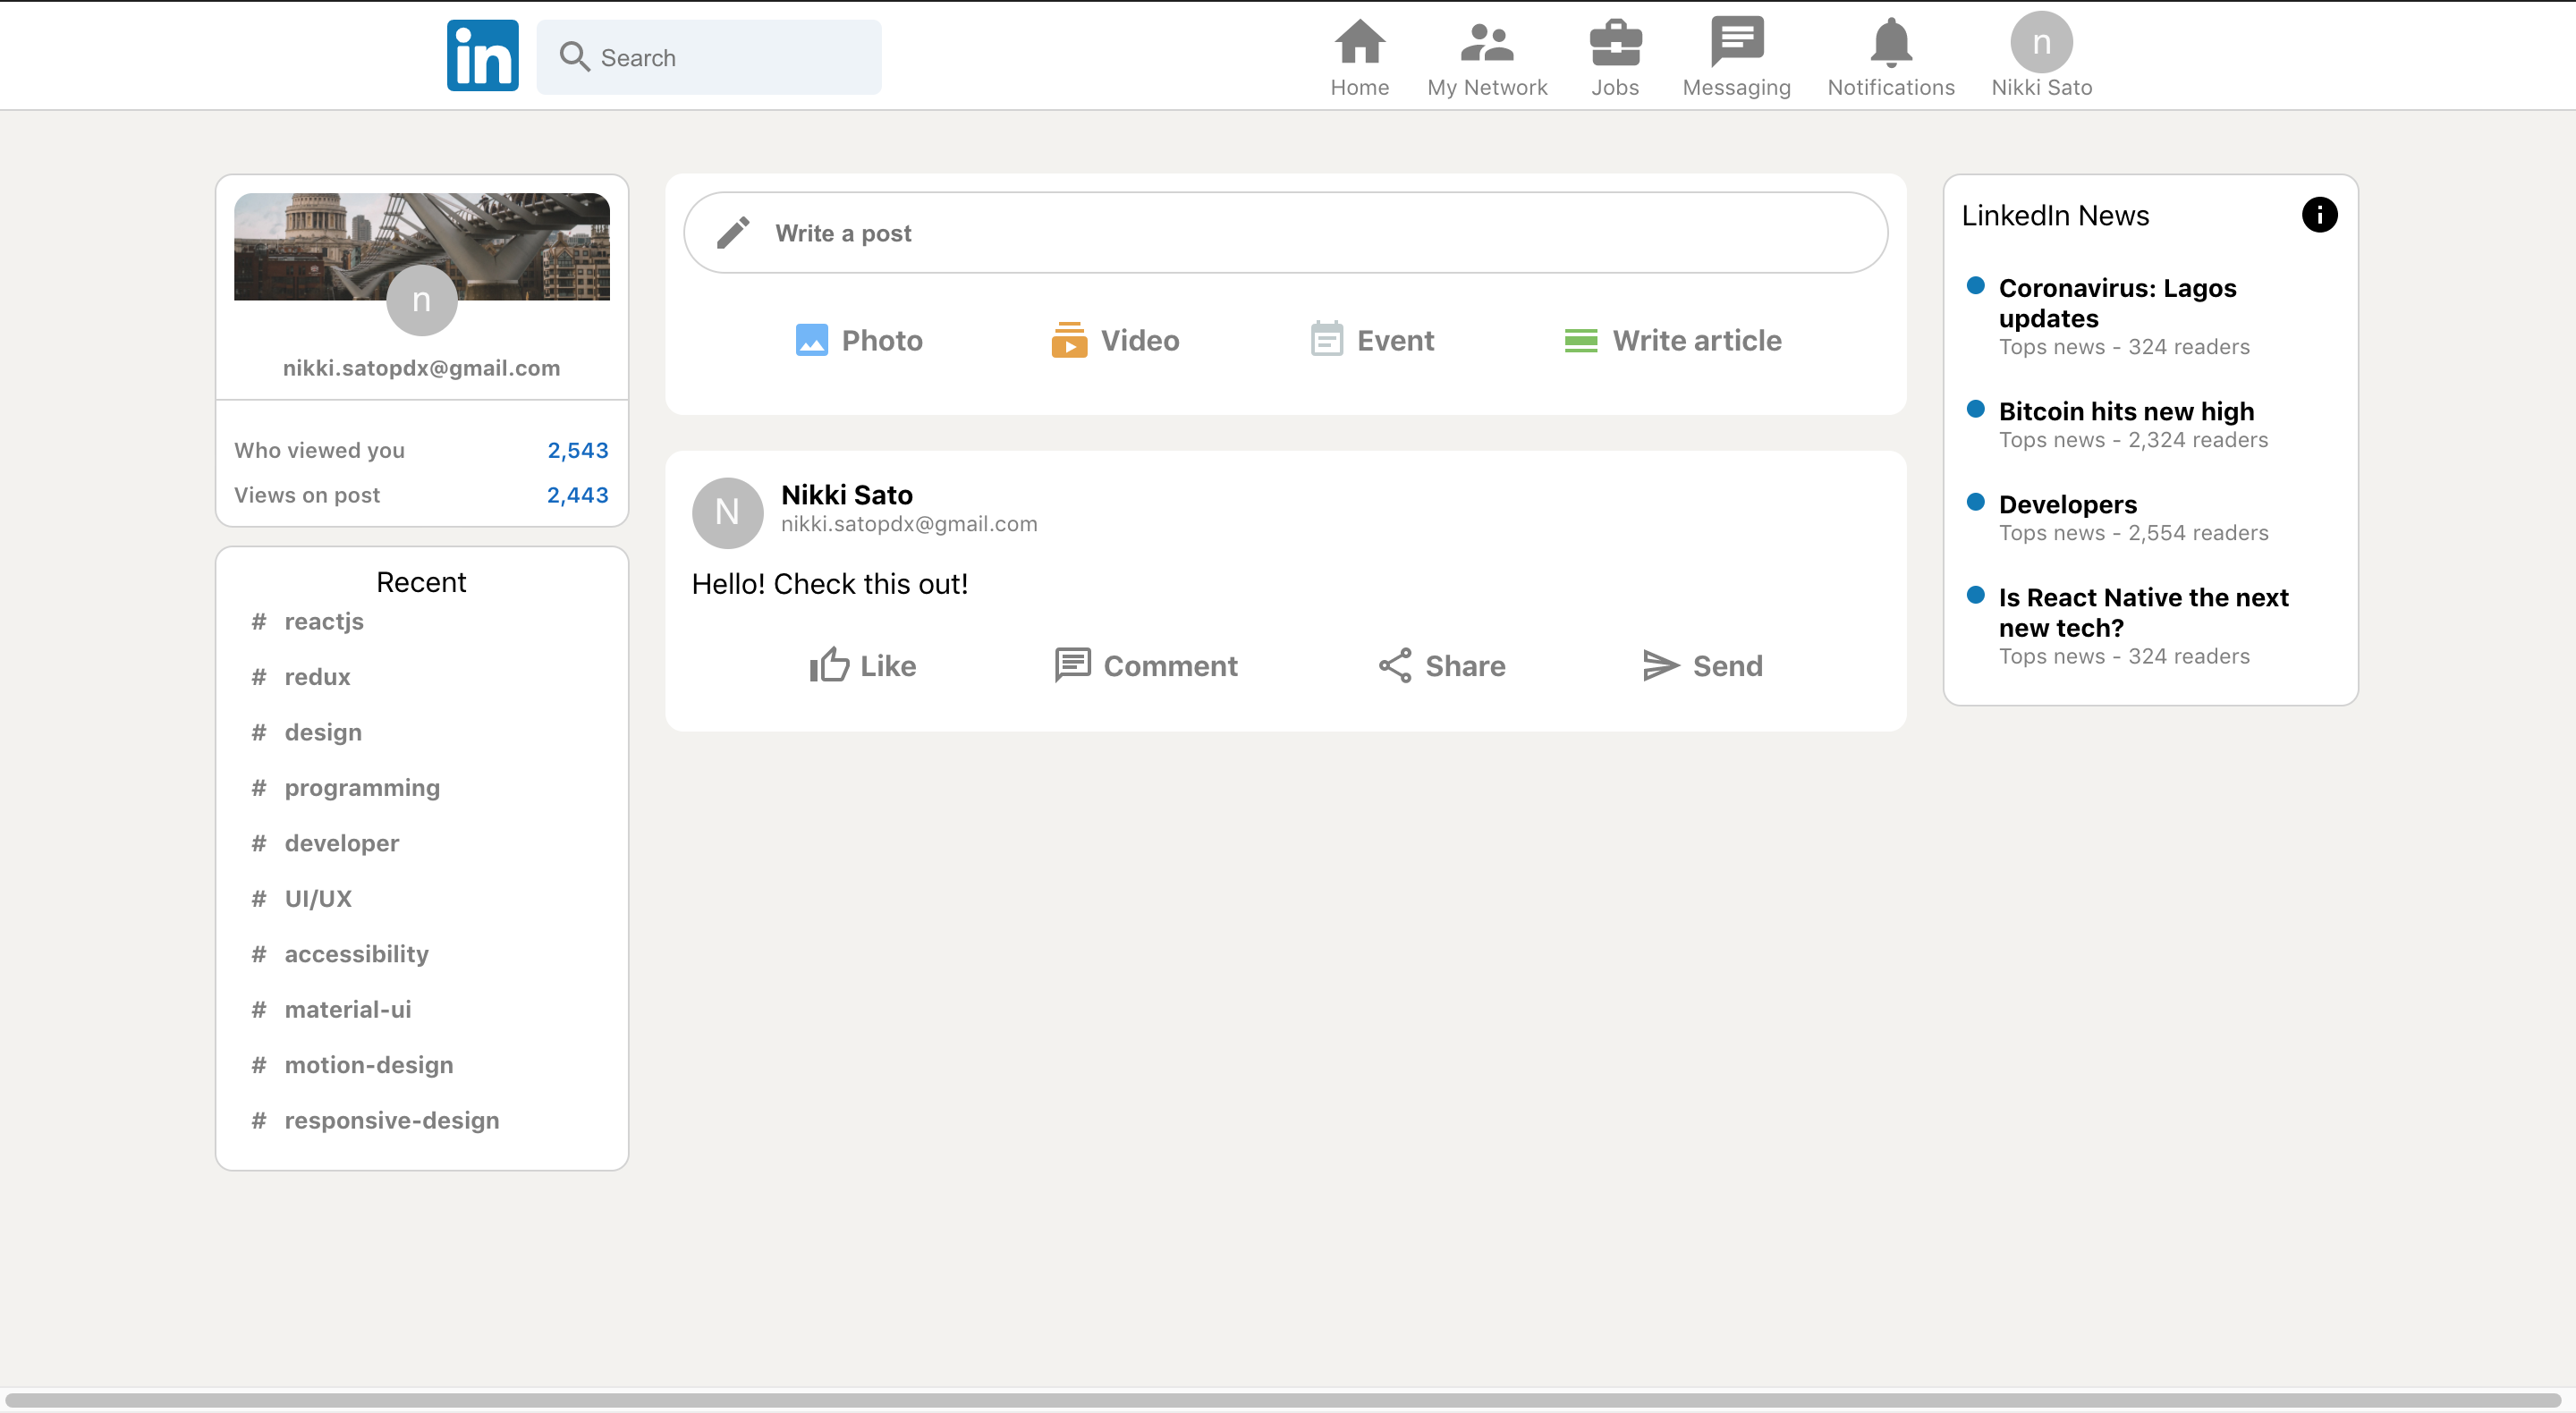 in
Search
Home
My Network
Jobs
Messaging
Notifications
n
Nikki Sato
n
nikki.satopdx@gmail.com
Who viewed you 2,543
Views on post 2,443
Recent
# reactjs
# redux
# design
# programming
# developer
# UI/UX
# accessibility
# material-ui
# motion-design
# responsive-design
Write a post
Photo
Video
Event
Write article
N
Nikki Sato
nikki.satopdx@gmail.com
Hello! Check this out!
Like
Comment
Share
Send
LinkedIn News
i
Coronavirus: Lagos
updates
Tops news - 324 readers
Bitcoin hits new high
Tops news - 2,324 readers
Developers
Tops news - 2,554 readers
Is React Native the next
new tech?
Tops news - 324 readers